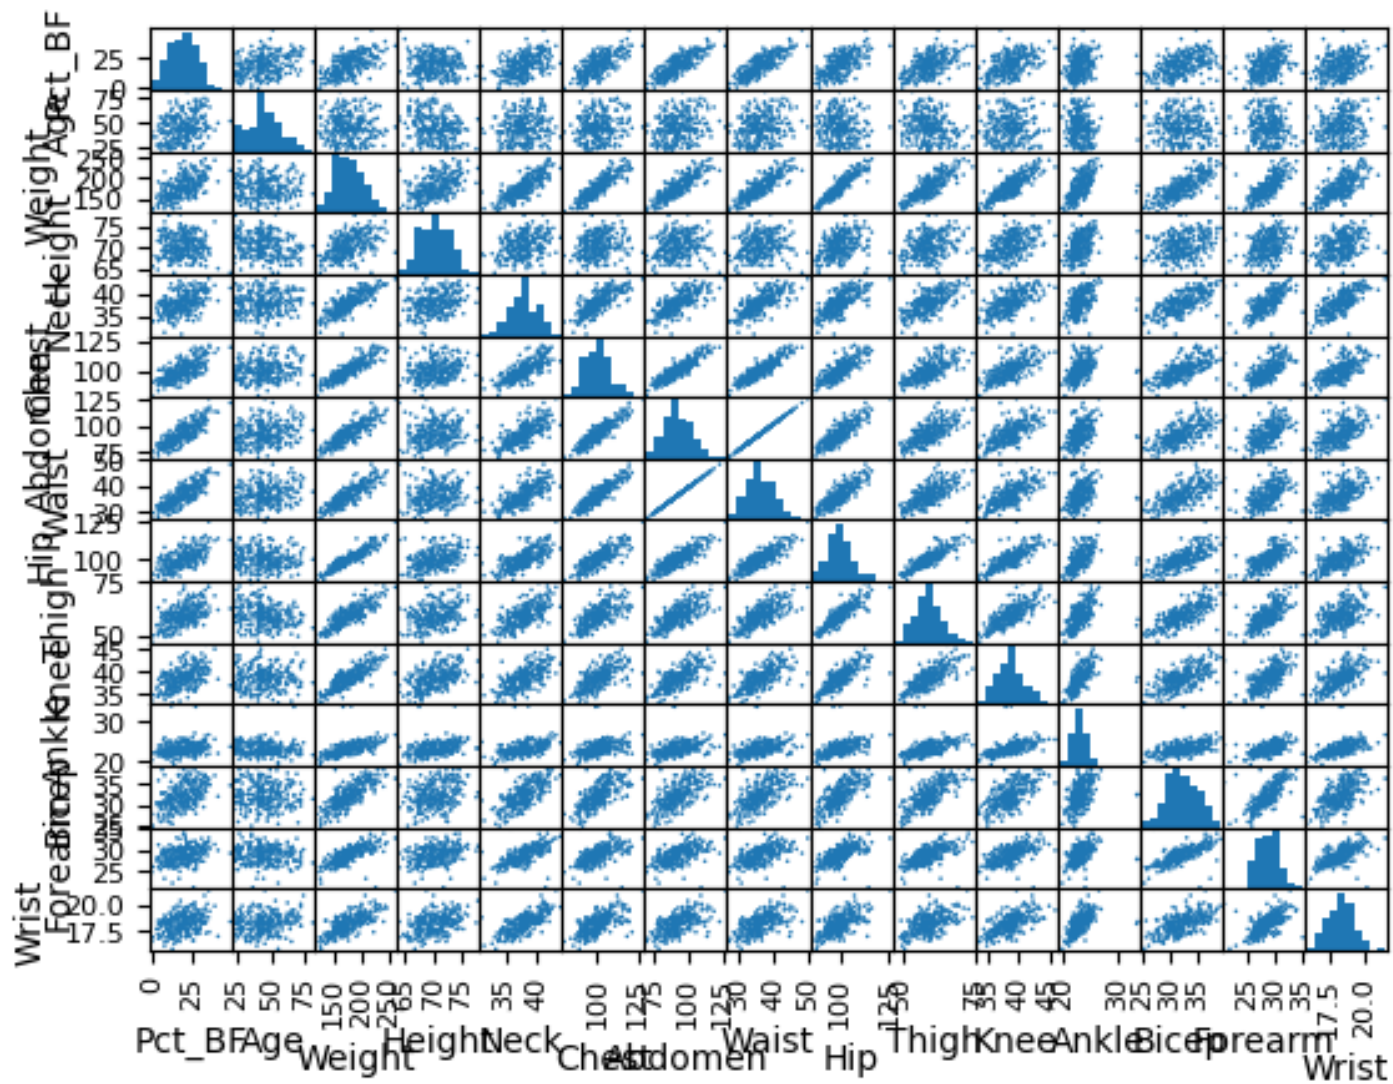 Pct_BF
25
0
Age
75
50
25
Weight
250
200
150
Height
75
70
65
Neck
40
35
Chest
125
100
Abdomen
125
100
75
Waist
50
40
30
Hip
125
100
Thigh
75
50
Knee
45
40
35
Ankle
30
20
Bicep
35
30
25
Forearm
35
30
25
Wrist
20.0
17.5
0 25 25 50 75 150 200 250 65 70 75 35 40 100 125 75 100 125 30 40 100 125 50 75 35 40 45 20 30 25 30 35 25 30 35 17.5 20.0
Pct_BF Age Weight Height Neck Chest Abdomen Waist Hip Thigh Knee Ankle Bicep Forearm Wrist